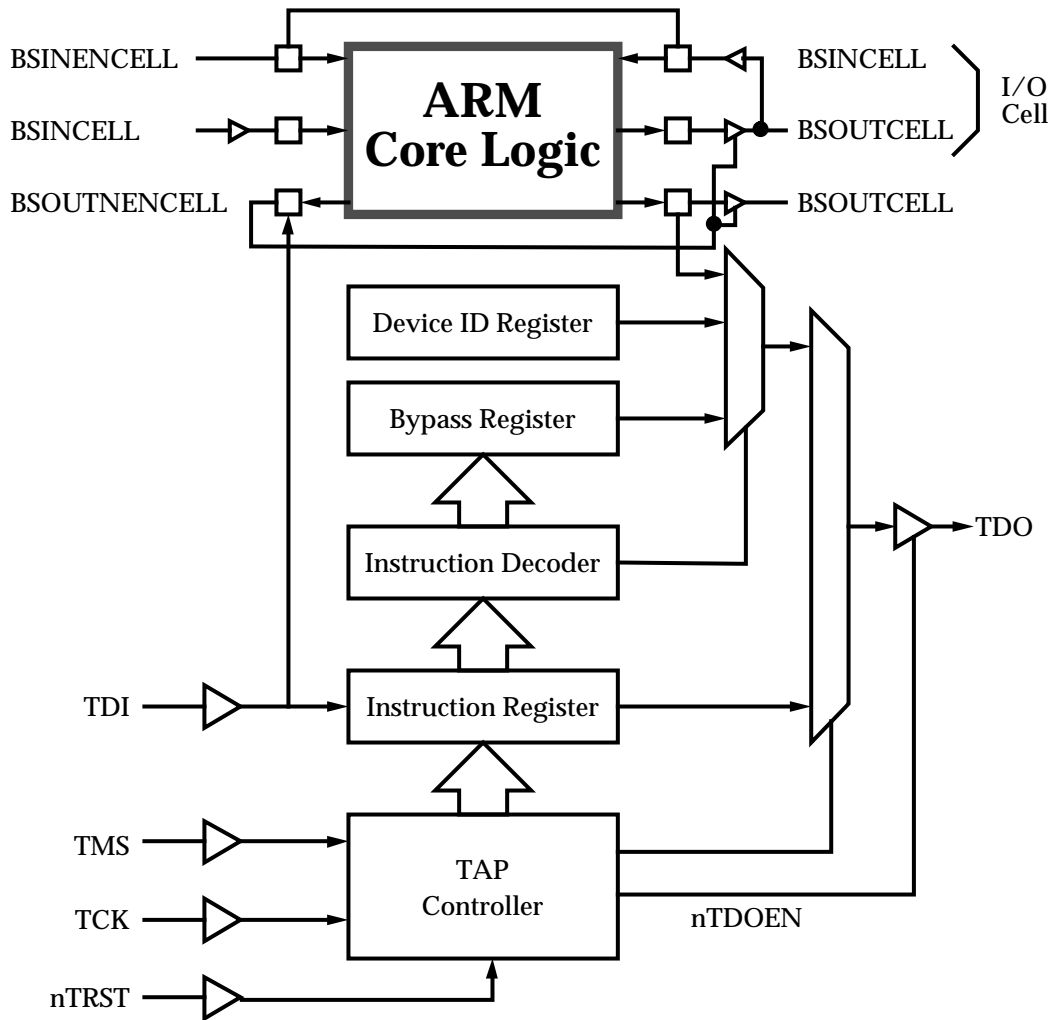 BSINENCELL
BSINCELL
I/O
Cell
ARM
Core Logic
BSINCELL
BSOUTCELL
BSOUTNENCELL
BSOUTCELL
Device ID Register
Bypass Register
Instruction Decoder
TDO
TDI
Instruction Register
TMS
TAP
Controller
TCK
nTDOEN
nTRST